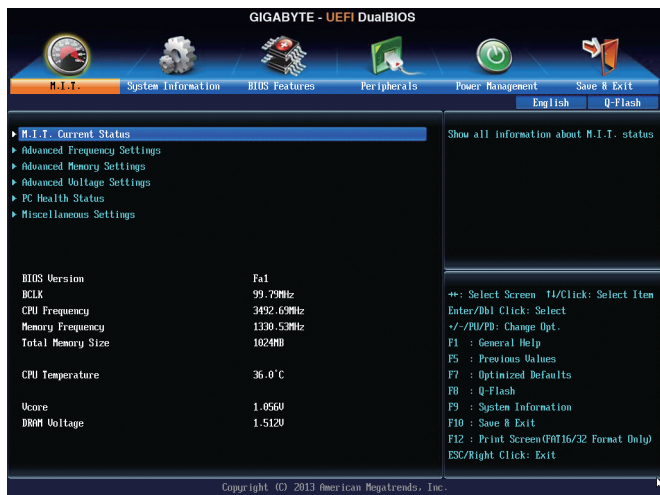 GIGABYTE - UEFI DualBIOS
M.I.T. System Information BIOS Features Peripherals Power Management Save & Exit
English Q-Flash
M.I.T. Current Status
Advanced Frequency Settings
Advanced Memory Settings
Advanced Voltage Settings
PC Health Status
Miscellaneous Settings
BIOS Version Fa1
BCLK 99.79MHz
CPU Frequency 3492.69MHz
Memory Frequency 1330.53MHz
Total Memory Size 1024MB
CPU Temperature 36.0°C
Vcore 1.056V
DRAM Voltage 1.512V
Show all information about M.I.T. status
→←: Select Screen ↑↓/Click: Select Item
Enter/Dbl Click: Select
+/-/PU/PD: Change Opt.
F1 : General Help
F5 : Previous Values
F7 : Optimized Defaults
F8 : Q-Flash
F9 : System Information
F10 : Save & Exit
F12 : Print Screen(FAT16/32 Format Only)
ESC/Right Click: Exit
Copyright (C) 2013 American Megatrends, Inc.